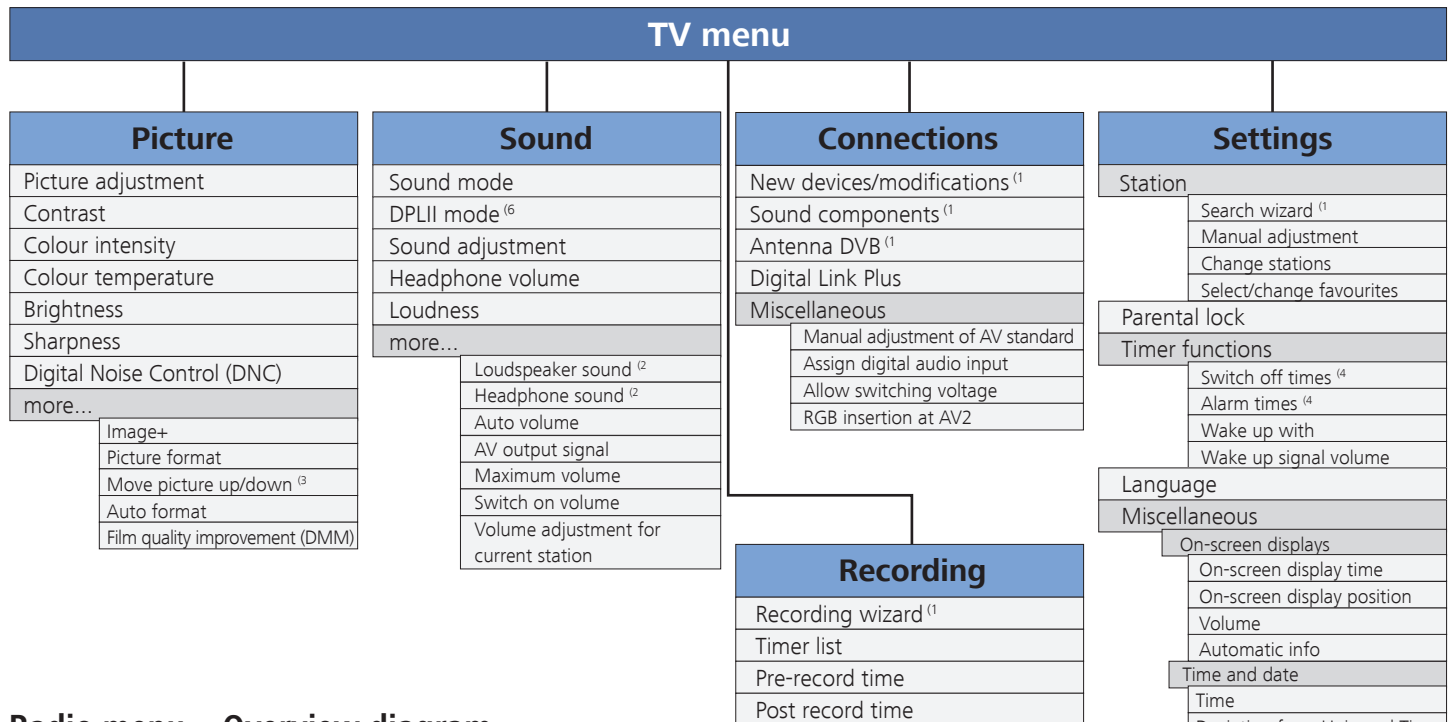 TV menu
Picture
Picture adjustment
Contrast
Colour intensity
Colour temperature
Brightness
Sharpness
Digital Noise Control (DNC)
more...
Image+
Picture format
Move picture up/down (3
Auto format
Film quality improvement (DMM)
Sound
Sound mode
DPLII mode (6
Sound adjustment
Headphone volume
Loudness
more...
Loudspeaker sound (2
Headphone sound (2
Auto volume
AV output signal
Maximum volume
Switch on volume
Volume adjustment for
current station
Connections
New devices/modifications (1
Sound components (1
Antenna DVB (1
Digital Link Plus
Miscellaneous
Manual adjustment of AV standard
Assign digital audio input
Allow switching voltage
RGB insertion at AV2
Recording
Recording wizard (1
Timer list
Pre-record time
Post record time
Settings
Station
Search wizard (1
Manual adjustment
Change stations
Select/change favourites
Parental lock
Timer functions
Switch off times (4
Alarm times (4
Wake up with
Wake up signal volume
Language
Miscellaneous
On-screen displays
On-screen display time
On-screen display position
Volume
Automatic info
Time and date
Time